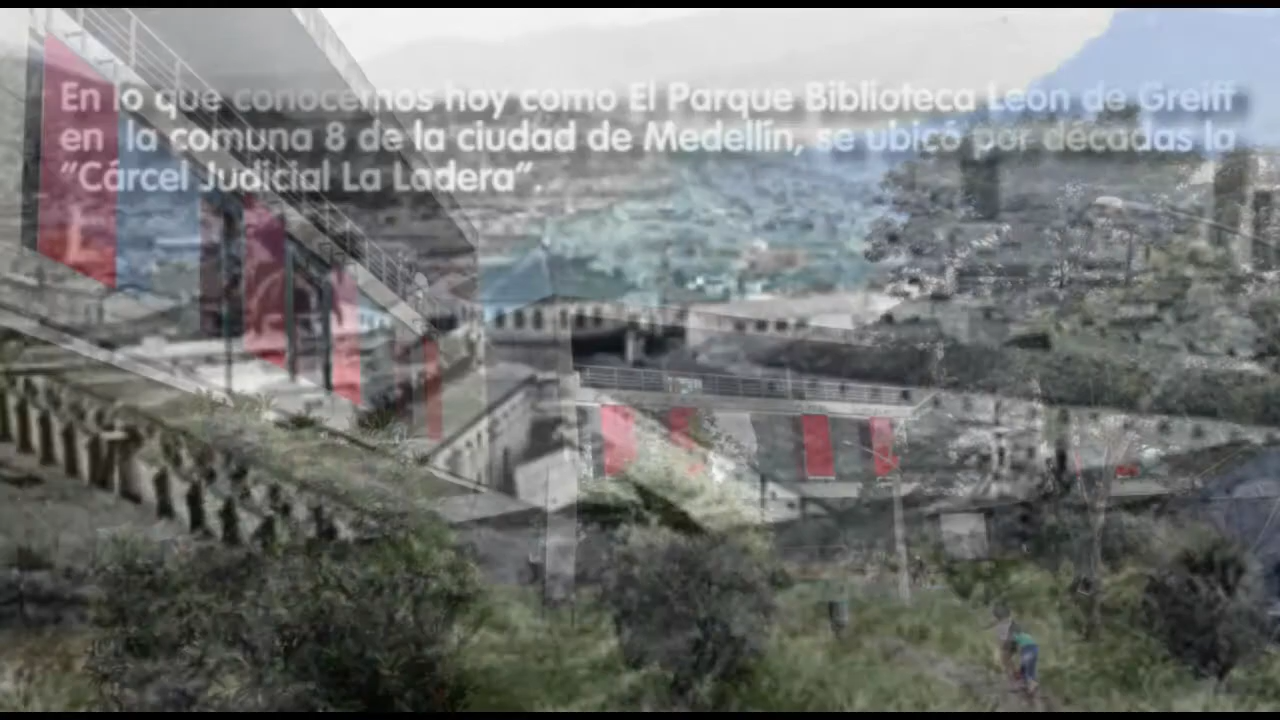 En lo que conocemos hoy como El Parque Biblioteca León de Greiff
en la comuna 8 de la ciudad de Medellín, se ubicó por décadas la
“Cárcel Judicial La Ladera”.